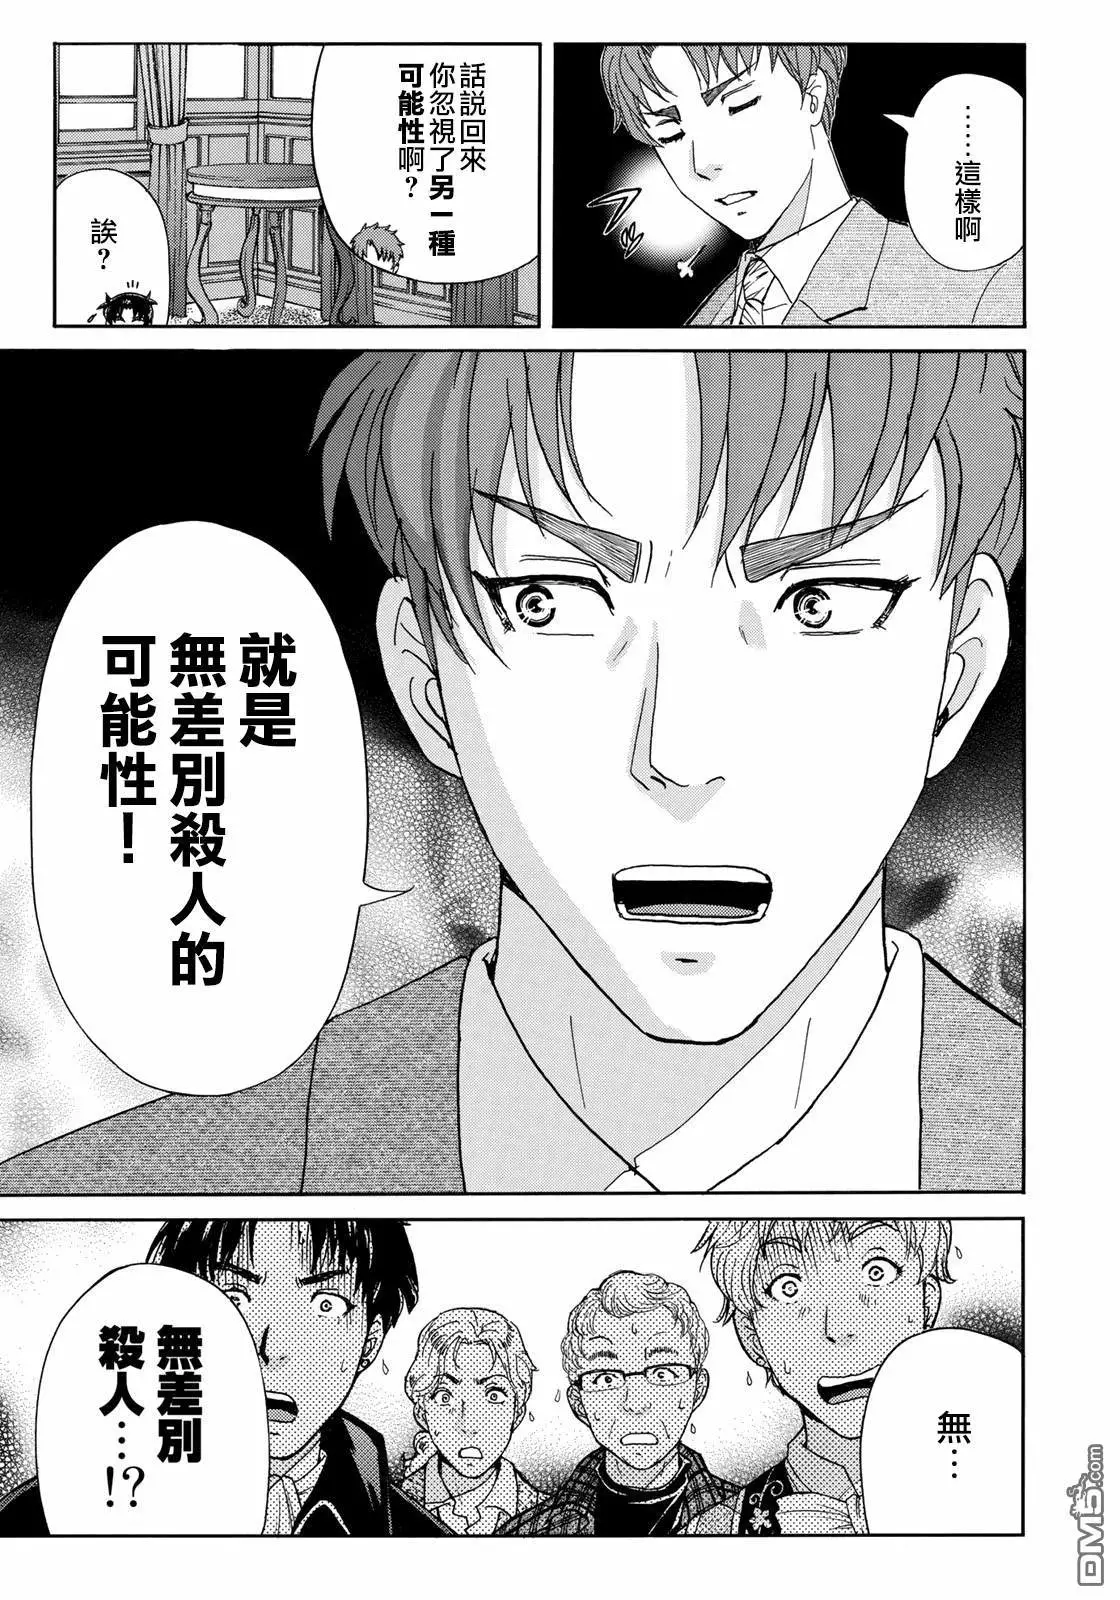 ……這樣啊
話説回來
你忽視了另一種
可能性啊？
誒？
就是
無差別殺人的
可能性！
無…
無差別
殺人…!?
DM5.com